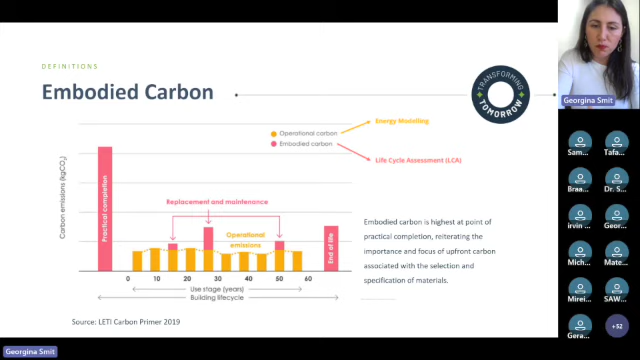 DEFINITIONS
Embodied Carbon
TRANSFORMING
TOMORROW
Operational carbon
Embodied carbon
Energy Modelling
Life Cycle Assessment (LCA)
Carbon emissions (kgCO₂)
Practical completion
Replacement and maintenance
Operational
emissions
End of life
0 10 20 30 40 50 60
Use stage (years)
Building lifecycle
Embodied carbon is highest at point of
practical completion, reiterating the
importance and focus of upfront carbon
associated with the selection and
specification of materials.
Source: LETI Carbon Primer 2019
Georgina Smit
Georgina Smit
Sam...
Tafa...
Braa...
Dr. S...
irvin ...
Geor...
Mich...
Mate...
Mirei...
SAW...
Gera...
+52